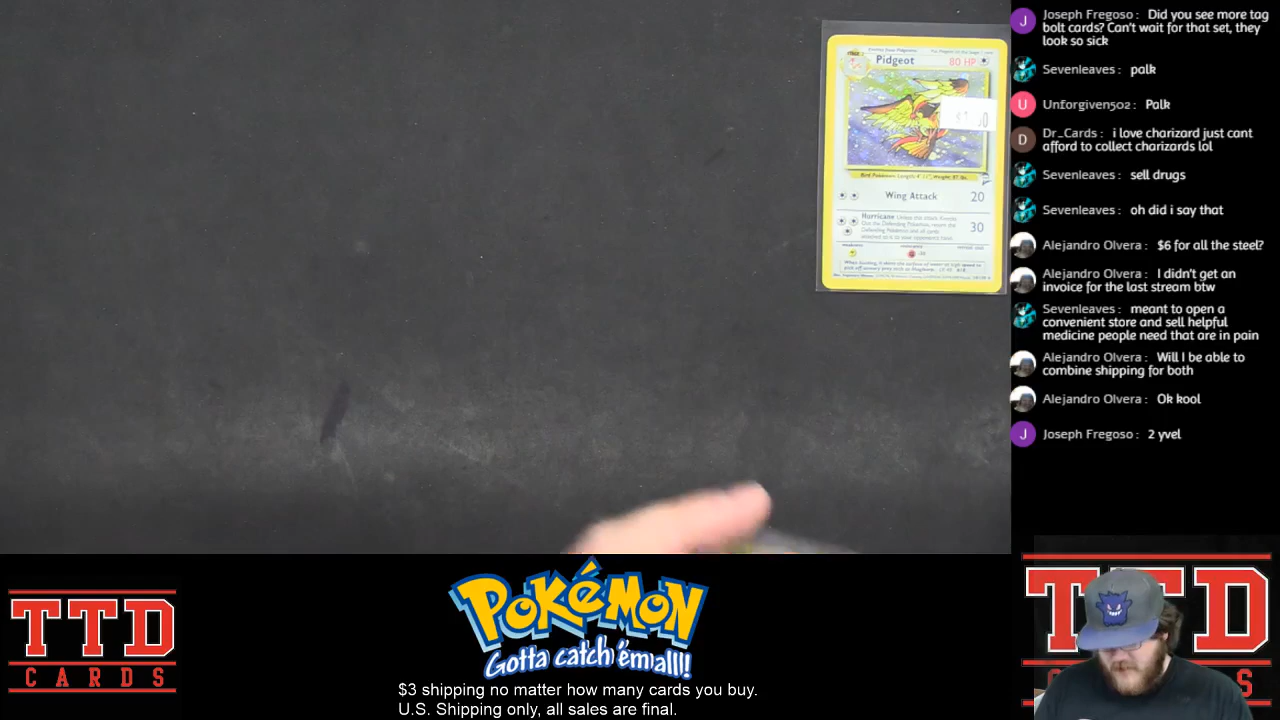 Pidgeot
80 HP
Wing Attack
20
Hurricane
30
Joseph Fregoso : Did you see more tag
bolt cards? Can't wait for that set, they
look so sick
Sevenleaves : palk
Unforgiven502 : Palk
Dr_Cards : i love charizard just cant
afford to collect charizards lol
Sevenleaves : sell drugs
Sevenleaves : oh did i say that
Alejandro Olvera : $6 for all the steel?
Alejandro Olvera : I didn't get an
invoice for the last stream btw
Sevenleaves : meant to open a
convenient store and sell helpful
medicine people need that are in pain
Alejandro Olvera : Will I be able to
combine shipping for both
Alejandro Olvera : Ok kool
Joseph Fregoso : 2 yvel
TTD
CARDS
POKéMON
Gotta catch 'em all!
$3 shipping no matter how many cards you buy.
U.S. Shipping only, all sales are final.
T D